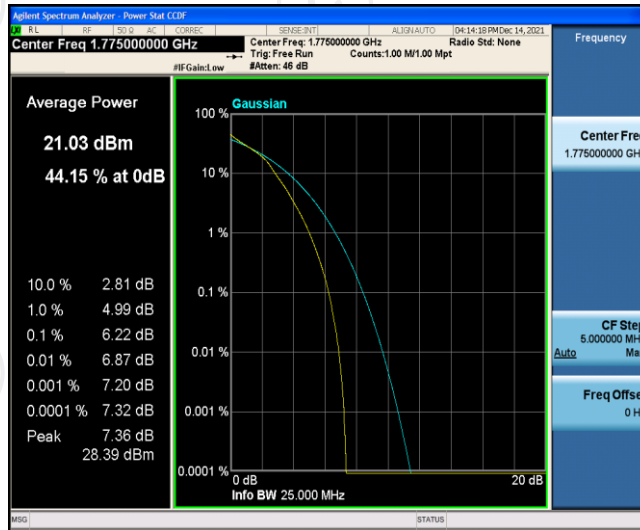 Agilent Spectrum Analyzer - Power Stat CCDF
RL RF 50 Ω AC CORREC SENSE:INT ALIGNAUTO 04:14:18 PM Dec 14, 2021
Center Freq 1.775000000 GHz
Center Freq: 1.775000000 GHz Radio Std: None
Trig: Free Run Counts:1.00 M/1.00 Mpt
#IFGain:Low #Atten: 46 dB
Frequency
Average Power
21.03 dBm
44.15 % at 0dB
10.0 % 2.81 dB
1.0 % 4.99 dB
0.1 % 6.22 dB
0.01 % 6.87 dB
0.001 % 7.20 dB
0.0001 % 7.32 dB
Peak 7.36 dB
28.39 dBm
Gaussian
100 %
10 %
1 %
0.1 %
0.01 %
0.001 %
0.0001 %
0 dB 20 dB
Info BW 25.000 MHz
Center Fre
1.775000000 GH
CF Step
5.000000 MH
Auto Ma
Freq Offse
0 H
MSG STATUS